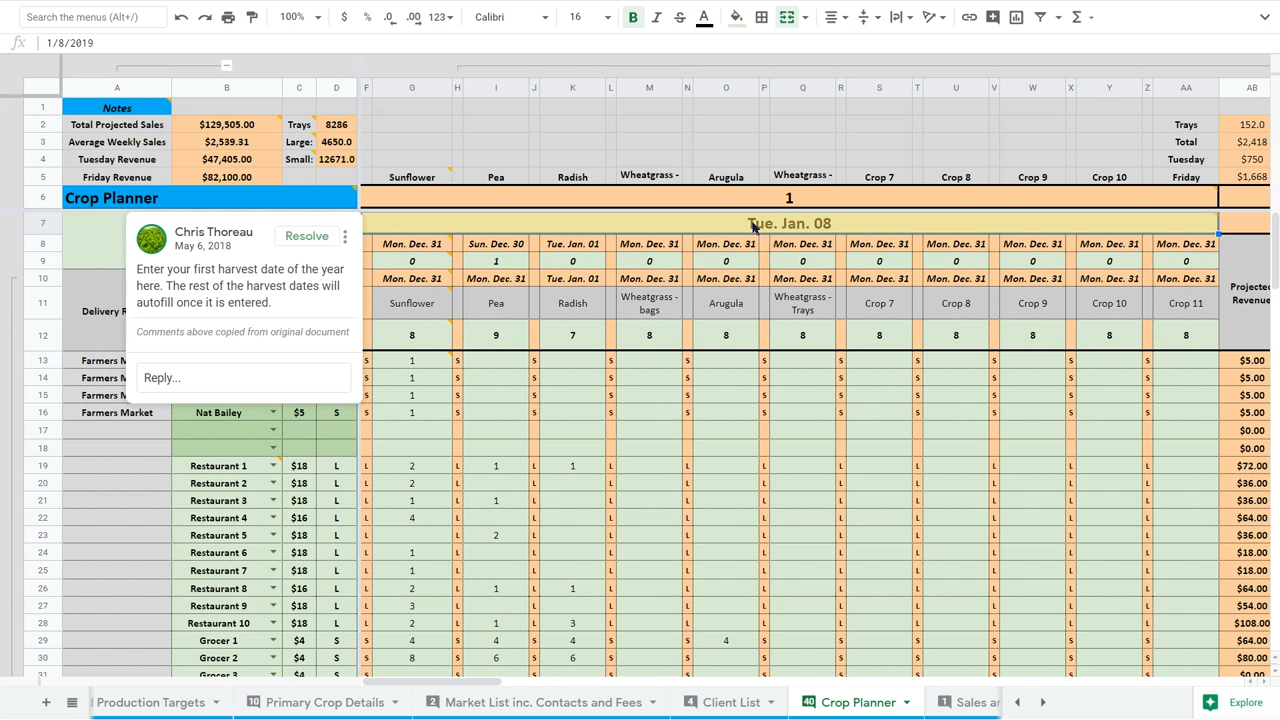 Search the menus (Alt+/) 100% $ % .0 .00 123 Calibri 16 B I S A
fx 1/8/2019
A B C D F G H I J K L M N O P Q R S T U V W X Y Z AA AB
1 Notes
2 Total Projected Sales $129,505.00 Trays 8286 Trays 152.0
3 Average Weekly Sales $2,539.31 Large: 4650.0 Total $2,418
4 Tuesday Revenue $47,405.00 Small: 12671.0 Tuesday $750
5 Friday Revenue $82,100.00 Sunflower Pea Radish Wheatgrass - Arugula Wheatgrass - Crop 7 Crop 8 Crop 9 Crop 10 Friday $1,668
6 Crop Planner 1
7 Tue. Jan. 08
8 Mon. Dec. 31 Sun. Dec. 30 Tue. Jan. 01 Mon. Dec. 31 Mon. Dec. 31 Mon. Dec. 31 Mon. Dec. 31 Mon. Dec. 31 Mon. Dec. 31 Mon. Dec. 31 Mon. Dec. 31
9 0 1 0 0 0 0 0 0 0 0 0
10 Mon. Dec. 31 Sun. Dec. 30 Tue. Jan. 01 Mon. Dec. 31 Mon. Dec. 31 Mon. Dec. 31 Mon. Dec. 31 Mon. Dec. 31 Mon. Dec. 31 Mon. Dec. 31 Mon. Dec. 31
11 Delivery Sunflower Pea Radish Wheatgrass - bags Arugula Wheatgrass - Trays Crop 7 Crop 8 Crop 9 Crop 10 Crop 11 Projected Revenue
12 8 9 7 8 8 8 8 8 8 8 8
Chris Thoreau
May 6, 2018
Resolve
Enter your first harvest date of the year
here. The rest of the harvest dates will
autofill once it is entered.
Comments above copied from original document
Reply...
13 Farmers M S 1 S S S S S S S S S S $5.00
14 Farmers M S 1 S S S S S S S S S S $5.00
15 Farmers M S 1 S S S S S S S S S S $5.00
16 Farmers Market Nat Bailey $5 S S 1 S S S S S S S S S S $5.00
17 $0.00
18 $0.00
19 Restaurant 1 $18 L L 2 L 1 L 1 L L L L L L L L $72.00
20 Restaurant 2 $18 L L 2 L L L L L L L L L L $36.00
21 Restaurant 3 $18 L L 1 L 1 L L L L L L L L L $36.00
22 Restaurant 4 $16 L L 4 L L L L L L L L L L $64.00
23 Restaurant 5 $18 L L L 2 L L L L L L L L L $36.00
24 Restaurant 6 $18 L L 1 L L L L L L L L L L $18.00
25 Restaurant 7 $18 L L 1 L L L L L L L L L L $18.00
26 Restaurant 8 $16 L L 2 L 1 L 1 L L L L L L L L $64.00
27 Restaurant 9 $18 L L 3 L L L L L L L L L L $54.00
28 Restaurant 10 $18 L L 2 L 1 L 3 L L L L L L L L $108.00
29 Grocer 1 $4 S S 4 S 4 S 4 S S 4 S S S S S S $64.00
30 Grocer 2 $4 S S 8 S 6 S 6 S S S S S S S S $80.00
31 Grocer 3 $4 S
+ Production Targets 10 Primary Crop Details 2 Market List inc. Contacts and Fees 4 Client List 40 Crop Planner 1 Sales ar Explore